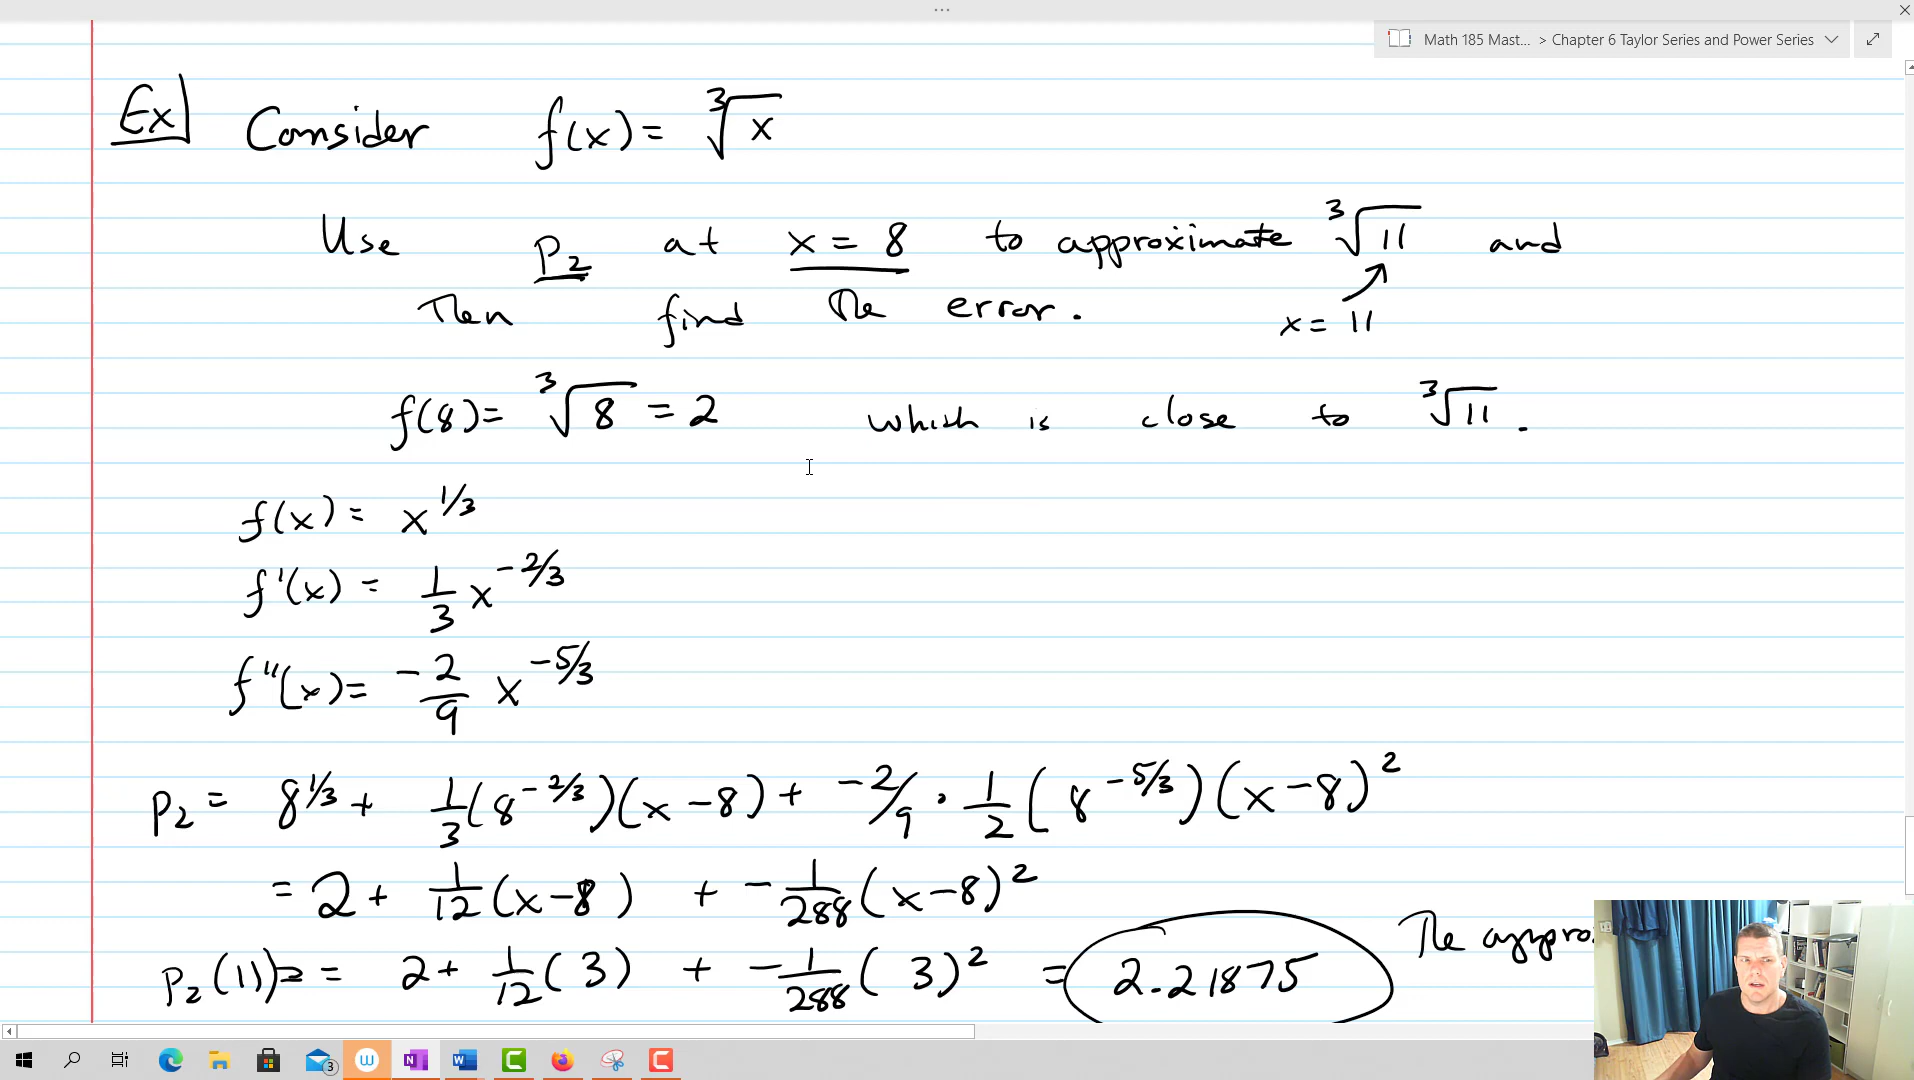 Math 185 Mast... > Chapter 6 Taylor Series and Power Series
Ex Consider f(x) = ∛x
Use P₂ at x = 8 to approximate ∛11 and
Then find the error. x = 11
f(8) = ∛8 = 2 which is close to ∛11.
f(x) = x^1/3
f'(x) = 1/3 x^-2/3
f''(x) = -2/9 x^-5/3
P₂ = 8^1/3 + 1/3 (8^-2/3)(x-8) + -2/9 · 1/2 (8^-5/3)(x-8)²
= 2 + 1/12 (x-8) + -1/288 (x-8)²
The
P₂(11) = 2 + 1/12 (3) + -1/288 (3)² = 2.21875
3